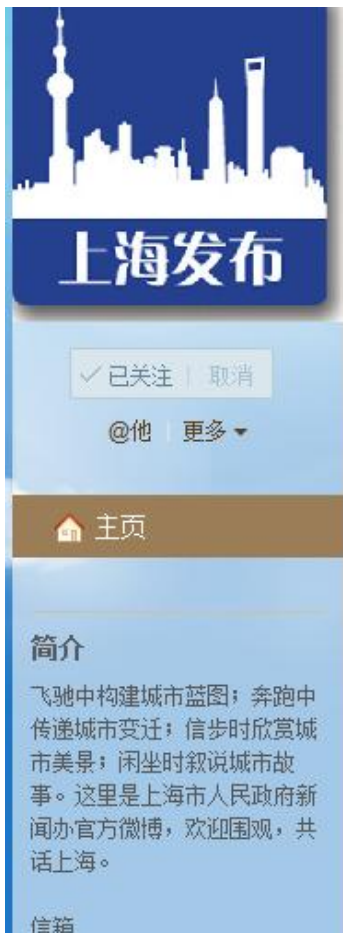 上海发布
已关注 | 取消
@他 | 更多
主页
简介
飞驰中构建城市蓝图；奔跑中
传递城市变迁；信步时欣赏城
市美景；闲坐时叙说城市故
事。这里是上海市人民政府新
闻办官方微博，欢迎围观，共
话上海。
信箱